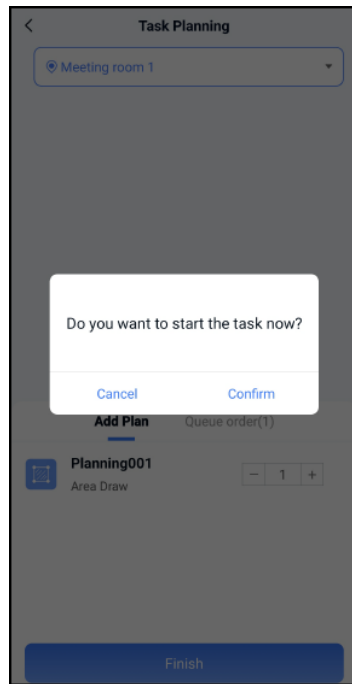 Task Planning
Meeting room 1
Do you want to start the task now?
Cancel Confirm
Add Plan Queue order(1)
Planning001
Area Draw
− 1 +
Finish